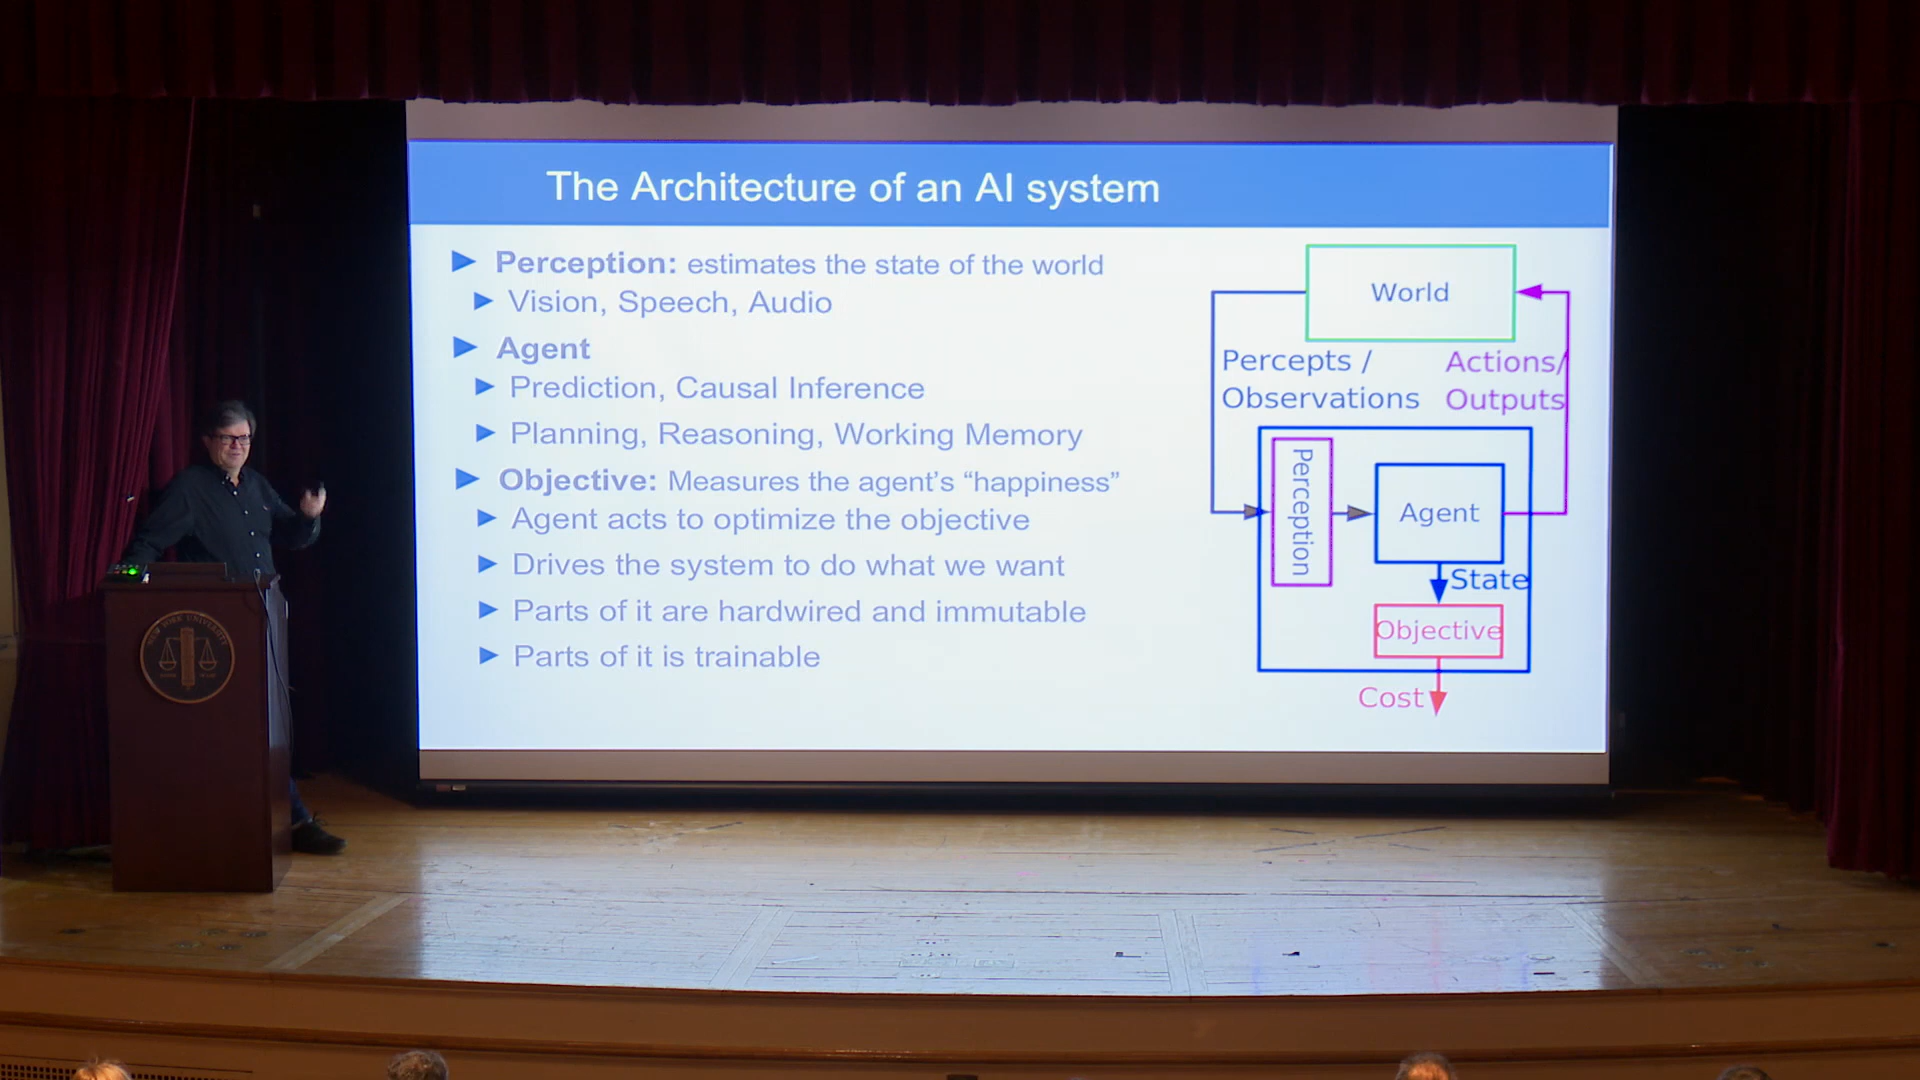 The Architecture of an AI system
► Perception: estimates the state of the world
► Vision, Speech, Audio
► Agent
► Prediction, Causal Inference
► Planning, Reasoning, Working Memory
► Objective: Measures the agent's “happiness”
► Agent acts to optimize the objective
► Drives the system to do what we want
► Parts of it are hardwired and immutable
► Parts of it is trainable
World
Percepts /
Observations
Actions/
Outputs
Perception
Agent
State
Objective
Cost
NEW YORK UNIVERSITY